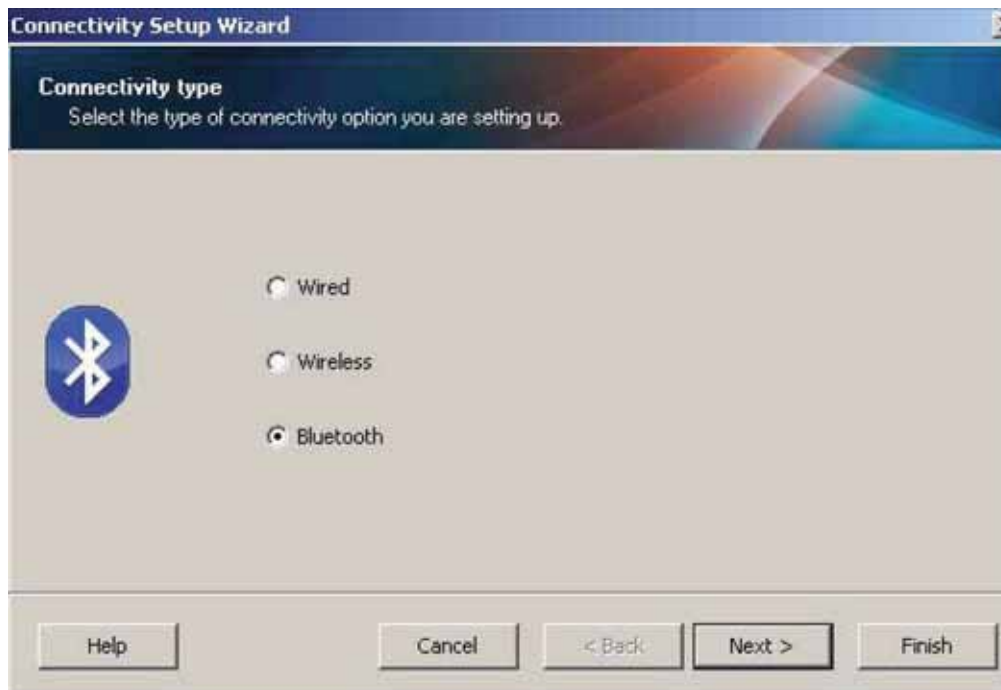 Connectivity Setup Wizard
Connectivity type
Select the type of connectivity option you are setting up.
Wired
Wireless
Bluetooth
Help
Cancel
< Back
Next >
Finish